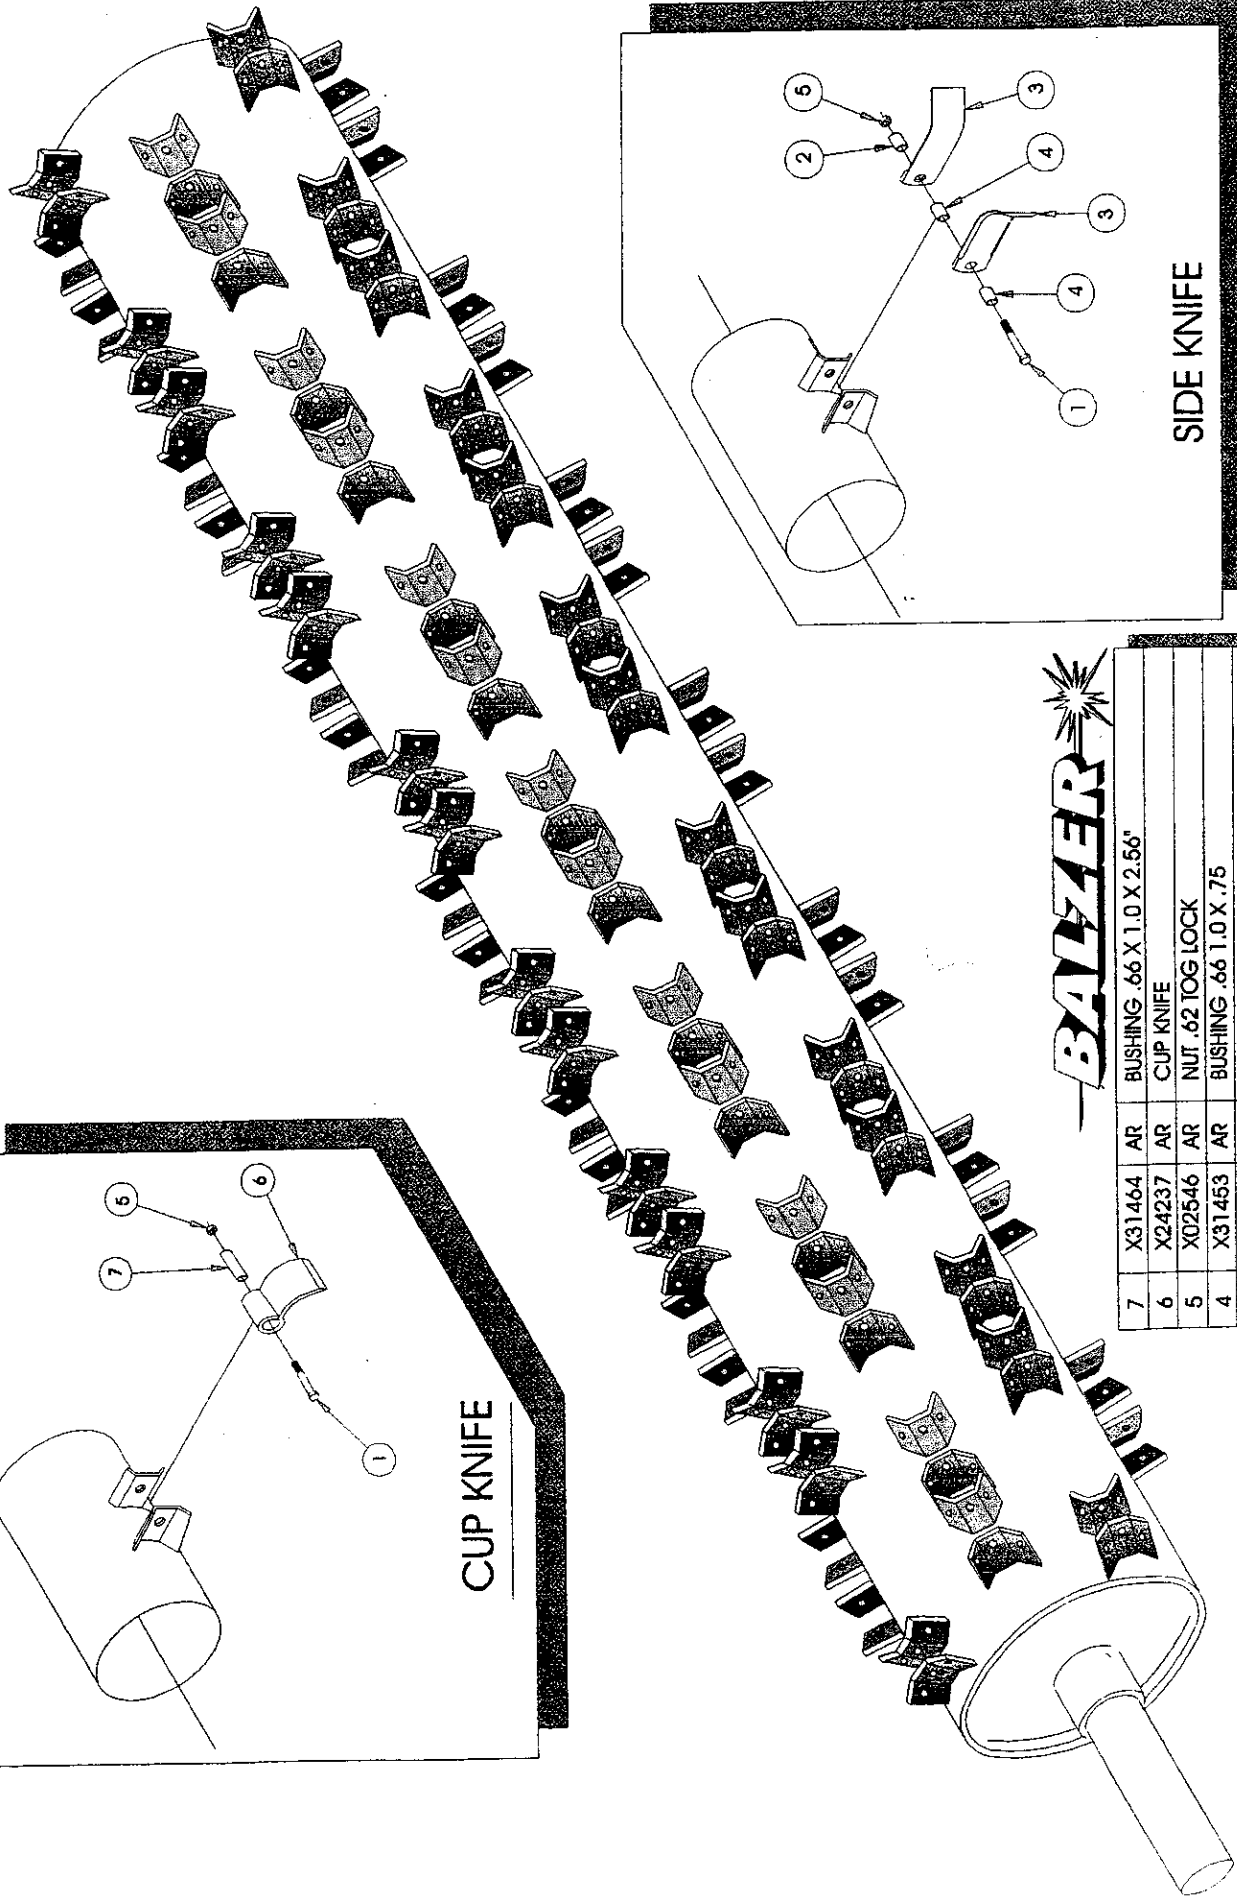 CUP KNIFE
1
7
5
6
SIDE KNIFE
1
4
3
4
2
5
3
BALZER
7 X31464 AR BUSHING .66 X 1.0 X 2.56"
6 X24237 AR CUP KNIFE
5 X02546 AR NUT .62 TOG LOCK
4 X31453 AR BUSHING .66 1.0 X .75